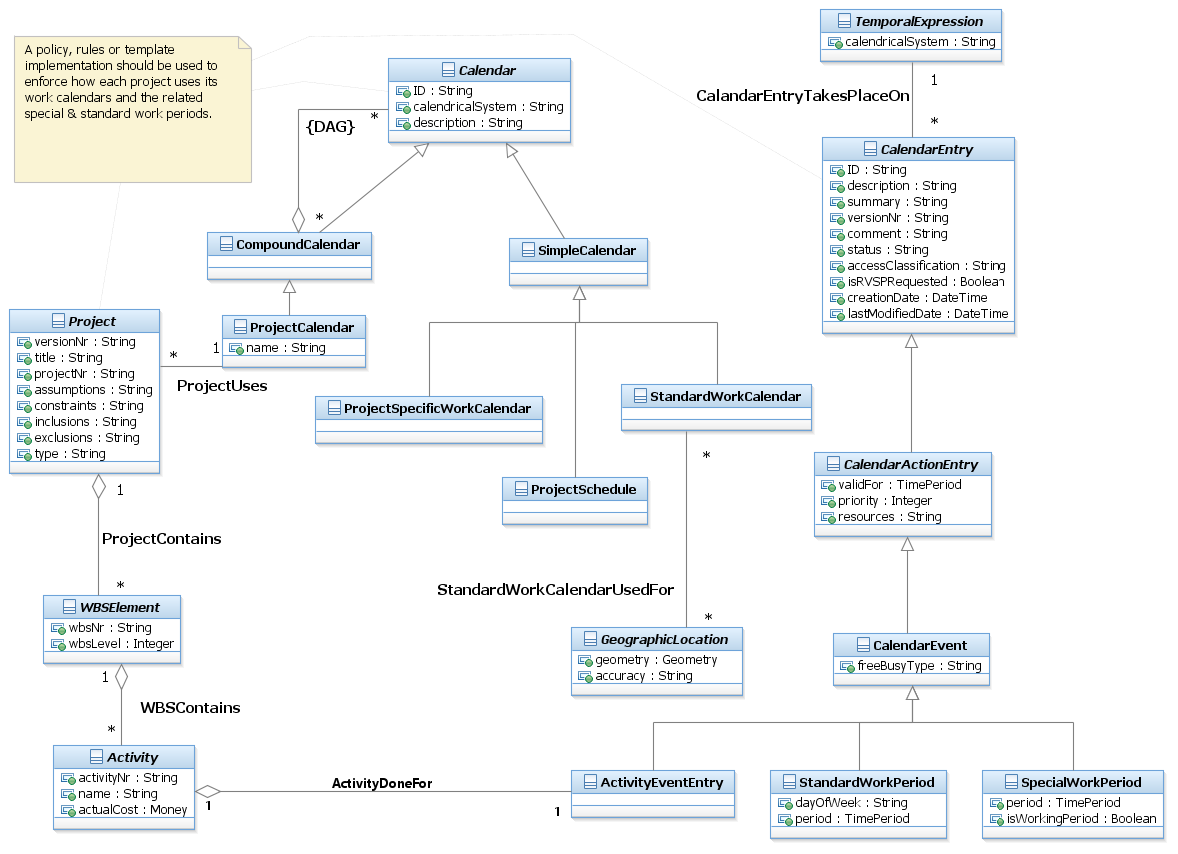 A policy, rules or template
implementation should be used to
enforce how each project uses its
work calendars and the related
special & standard work periods.
Calendar
ID : String
calendricalSystem : String
description : String
{DAG}
*
*
TemporalExpression
calendricalSystem : String
1
CalandarEntryTakesPlaceOn
*
CalendarEntry
ID : String
description : String
summary : String
versionNr : String
comment : String
status : String
accessClassification : String
isRVSPRequested : Boolean
creationDate : DateTime
lastModifiedDate : DateTime
CompoundCalendar
SimpleCalendar
ProjectCalendar
name : String
Project
versionNr : String
title : String
projectNr : String
assumptions : String
constraints : String
inclusions : String
exclusions : String
type : String
*
1
ProjectUses
ProjectSpecificWorkCalendar
StandardWorkCalendar
*
ProjectSchedule
CalendarActionEntry
validFor : TimePeriod
priority : Integer
resources : String
1
ProjectContains
*
StandardWorkCalendarUsedFor
*
WBSElement
wbsNr : String
wbsLevel : Integer
GeographicLocation
geometry : Geometry
accuracy : String
CalendarEvent
freeBusyType : String
1
WBSContains
*
Activity
activityNr : String
name : String
actualCost : Money
1
ActivityDoneFor
1
ActivityEventEntry
StandardWorkPeriod
dayOfWeek : String
period : TimePeriod
SpecialWorkPeriod
period : TimePeriod
isWorkingPeriod : Boolean